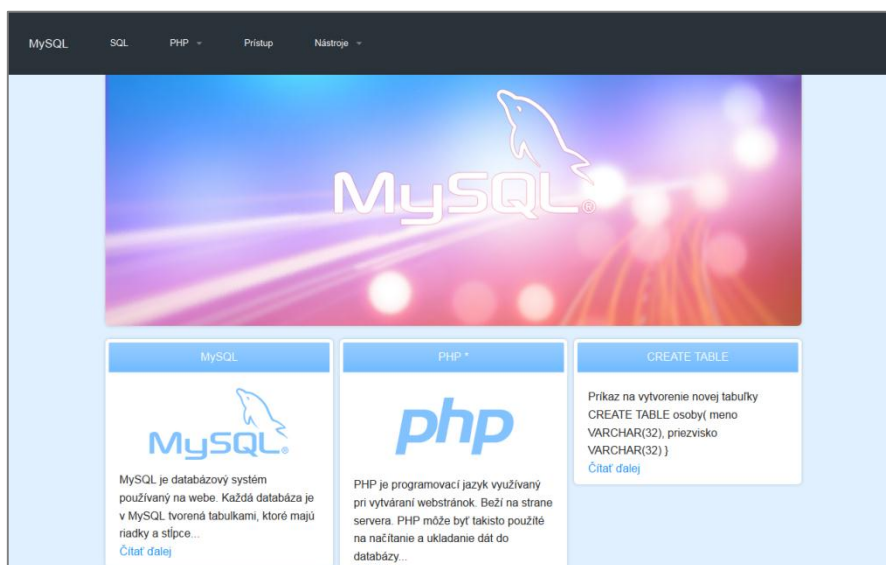 MySQL SQL PHP Prístup Nástroje
MySQL®
MySQL
MySQL®
MySQL je databázový systém
používaný na webe. Každá databáza je
v MySQL tvorená tabulkami, ktoré majú
riadky a stĺpce...
Čítať ďalej
PHP *
php
PHP je programovací jazyk využívaný
pri vytváraní webstránok. Beží na strane
servera. PHP môže byť takisto použíté
na načítanie a ukladanie dát do
databázy...
CREATE TABLE
Príkaz na vytvorenie novej tabuľky
CREATE TABLE osoby( meno
VARCHAR(32), priezvisko
VARCHAR(32) }
Čítať ďalej